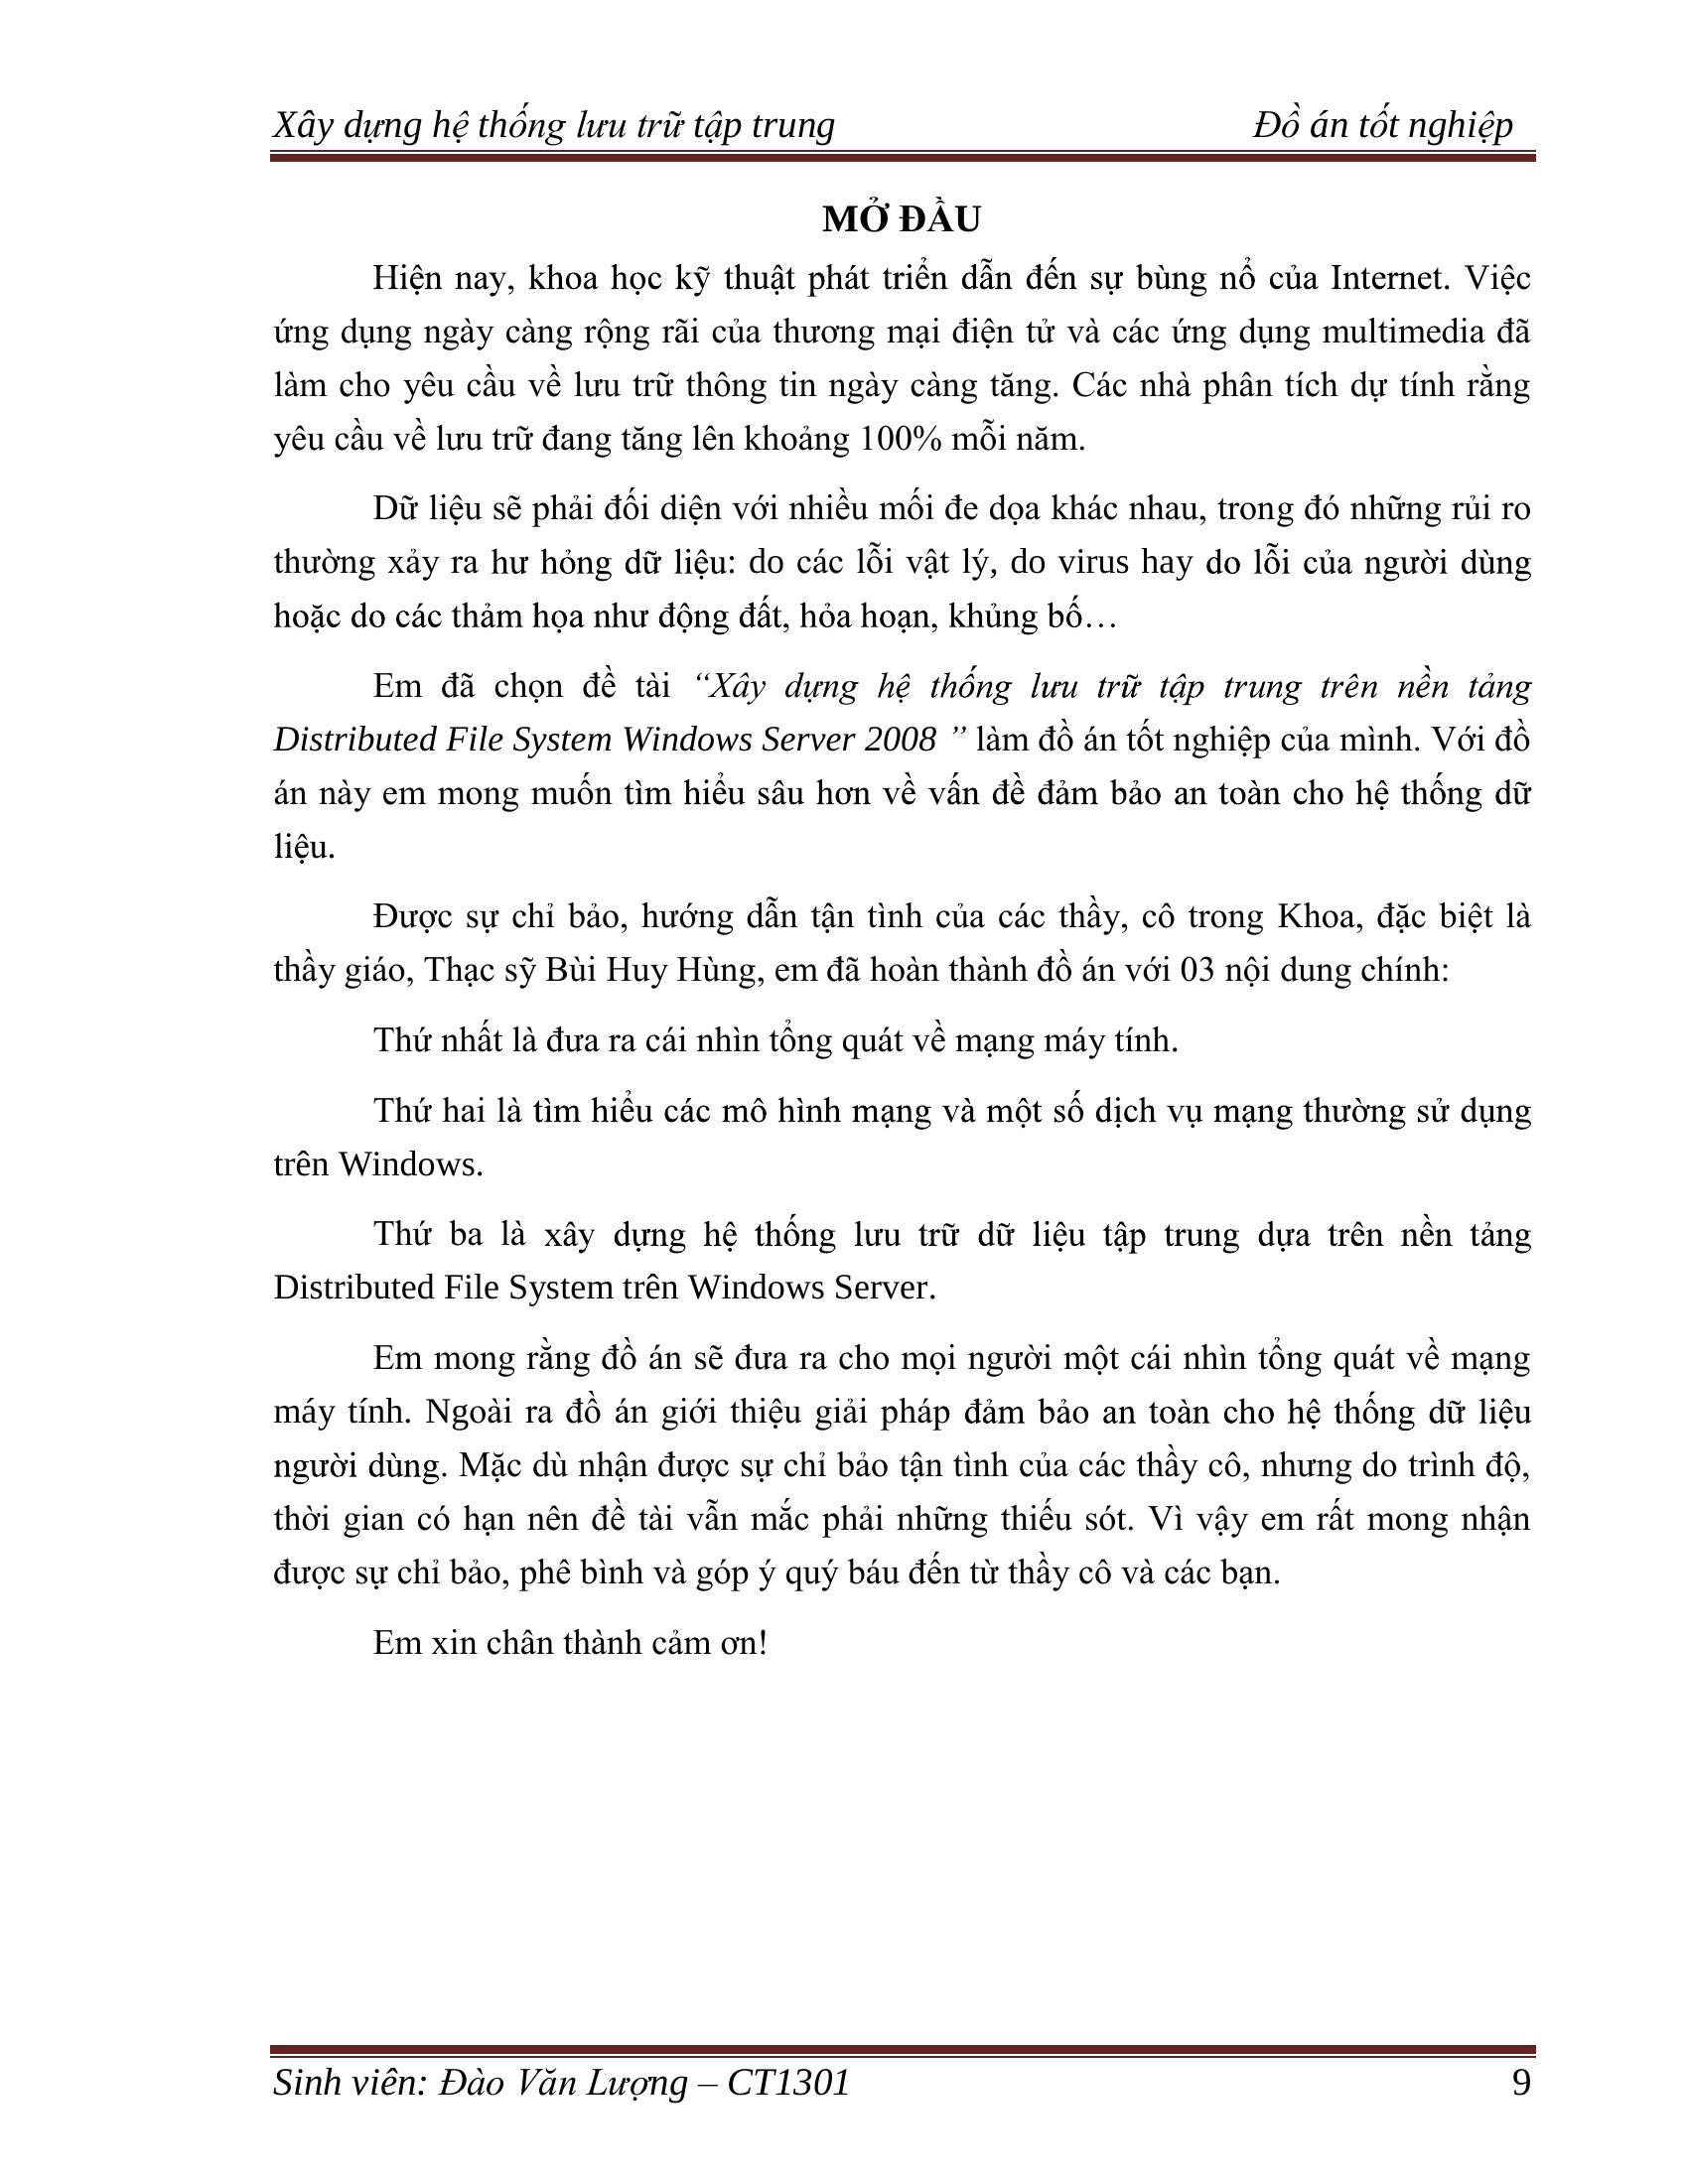 Xây dựng hệ thống lưu trữ tập trung Đồ án tốt nghiệp
MỞ ĐẦU
Hiện nay, khoa học kỹ thuật phát triển dẫn đến sự bùng nổ của Internet. Việc
ứng dụng ngày càng rộng rãi của thương mại điện tử và các ứng dụng multimedia đã
làm cho yêu cầu về lưu trữ thông tin ngày càng tăng. Các nhà phân tích dự tính rằng
yêu cầu về lưu trữ đang tăng lên khoảng 100% mỗi năm.
Dữ liệu sẽ phải đối diện với nhiều mối đe dọa khác nhau, trong đó những rủi ro
thường xảy ra hư hỏng dữ liệu: do các lỗi vật lý, do virus hay do lỗi của người dùng
hoặc do các thảm họa như động đất, hỏa hoạn, khủng bố…
Em đã chọn đề tài “Xây dựng hệ thống lưu trữ tập trung trên nền tảng
Distributed File System Windows Server 2008 ” làm đồ án tốt nghiệp của mình. Với đồ
án này em mong muốn tìm hiểu sâu hơn về vấn đề đảm bảo an toàn cho hệ thống dữ
liệu.
Được sự chỉ bảo, hướng dẫn tận tình của các thầy, cô trong Khoa, đặc biệt là
thầy giáo, Thạc sỹ Bùi Huy Hùng, em đã hoàn thành đồ án với 03 nội dung chính:
Thứ nhất là đưa ra cái nhìn tổng quát về mạng máy tính.
Thứ hai là tìm hiểu các mô hình mạng và một số dịch vụ mạng thường sử dụng
trên Windows.
Thứ ba là xây dựng hệ thống lưu trữ dữ liệu tập trung dựa trên nền tảng
Distributed File System trên Windows Server.
Em mong rằng đồ án sẽ đưa ra cho mọi người một cái nhìn tổng quát về mạng
máy tính. Ngoài ra đồ án giới thiệu giải pháp đảm bảo an toàn cho hệ thống dữ liệu
người dùng. Mặc dù nhận được sự chỉ bảo tận tình của các thầy cô, nhưng do trình độ,
thời gian có hạn nên đề tài vẫn mắc phải những thiếu sót. Vì vậy em rất mong nhận
được sự chỉ bảo, phê bình và góp ý quý báu đến từ thầy cô và các bạn.
Em xin chân thành cảm ơn!
Sinh viên: Đào Văn Lượng – CT1301 9